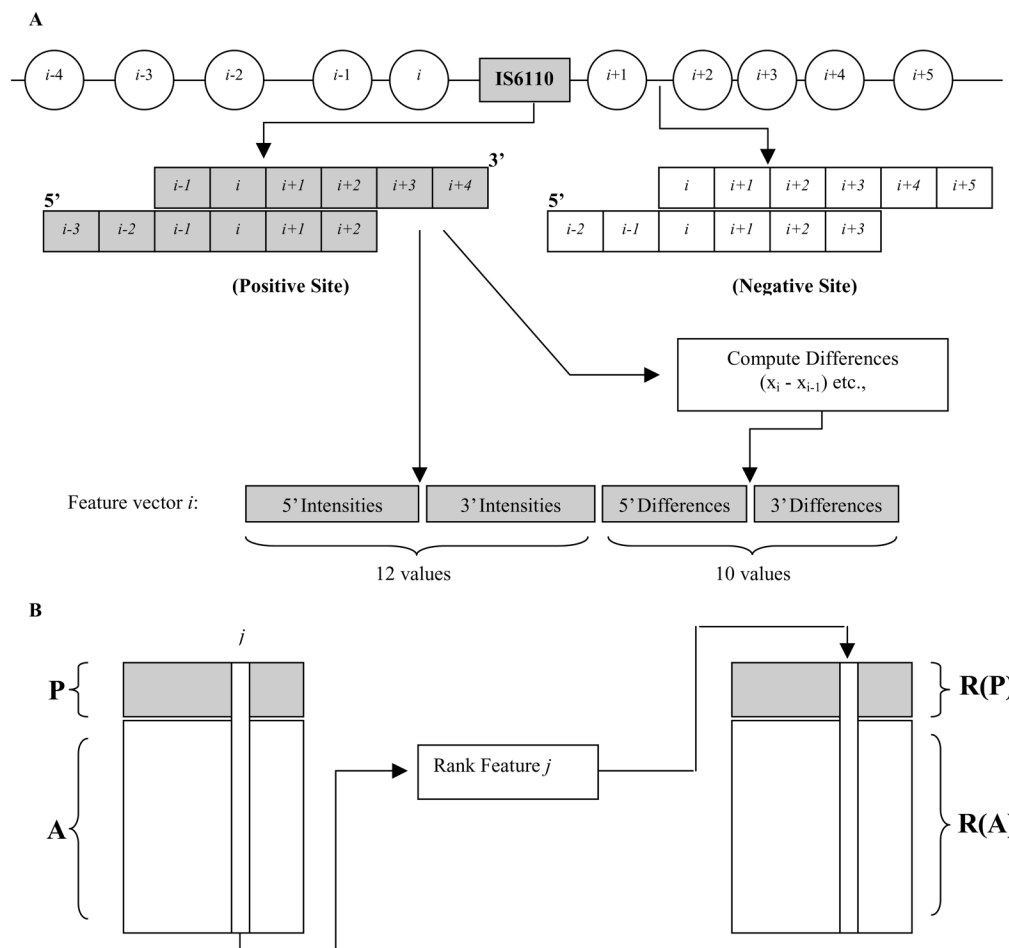 A
i-4 i-3 i-2 i-1 i IS6110 i+1 i+2 i+3 i+4 i+5
3’
i-1 i i+1 i+2 i+3 i+4
5’
i-3 i-2 i-1 i i+1 i+2
(Positive Site)
i i+1 i+2 i+3 i+4 i+5
5’
i-2 i-1 i i+1 i+2 i+3
(Negative Site)
Compute Differences
(xᵢ - xᵢ₋₁) etc.,
Feature vector i:
5’ Intensities 3’ Intensities 5’ Differences 3’ Differences
12 values 10 values
B
j
P
A
Rank Feature j
R(P)
R(A)